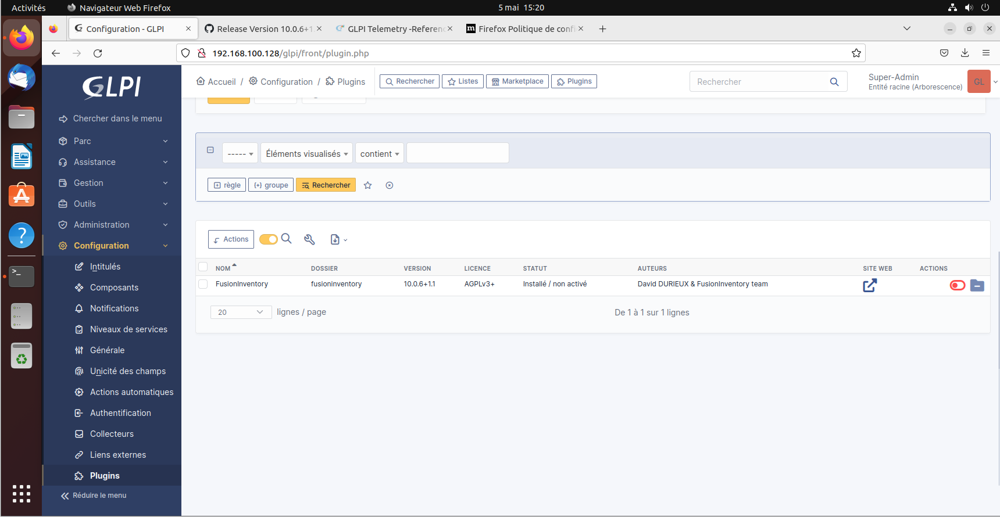 Activités
Navigateur Web Firefox
5 mai 15:20
Configuration - GLPI
Release Version 10.0.6+1
GLPI Telemetry -Referenc
Firefox Politique de confi
192.168.100.128/glpi/front/plugin.php
GLPI
Accueil / Configuration / Plugins
Rechercher
Listes
Marketplace
Plugins
Rechercher
Super-Admin
Entité racine (Arborescence)
GL
Chercher dans le menu
Parc
Assistance
Gestion
Outils
Administration
Configuration
Intitulés
Composants
Notifications
Niveaux de services
Générale
Unicité des champs
Actions automatiques
Authentification
Collecteurs
Liens externes
Plugins
Réduire le menu
----- Éléments visualisés contient
règle
{+} groupe
Rechercher
Actions
NOM DOSSIER VERSION LICENCE STATUT AUTEURS SITE WEB ACTIONS
FusionInventory fusioninventory 10.0.6+1.1 AGPLv3+ Installé / non activé David DURIEUX & FusionInventory team
20 lignes / page
De 1 à 1 sur 1 lignes